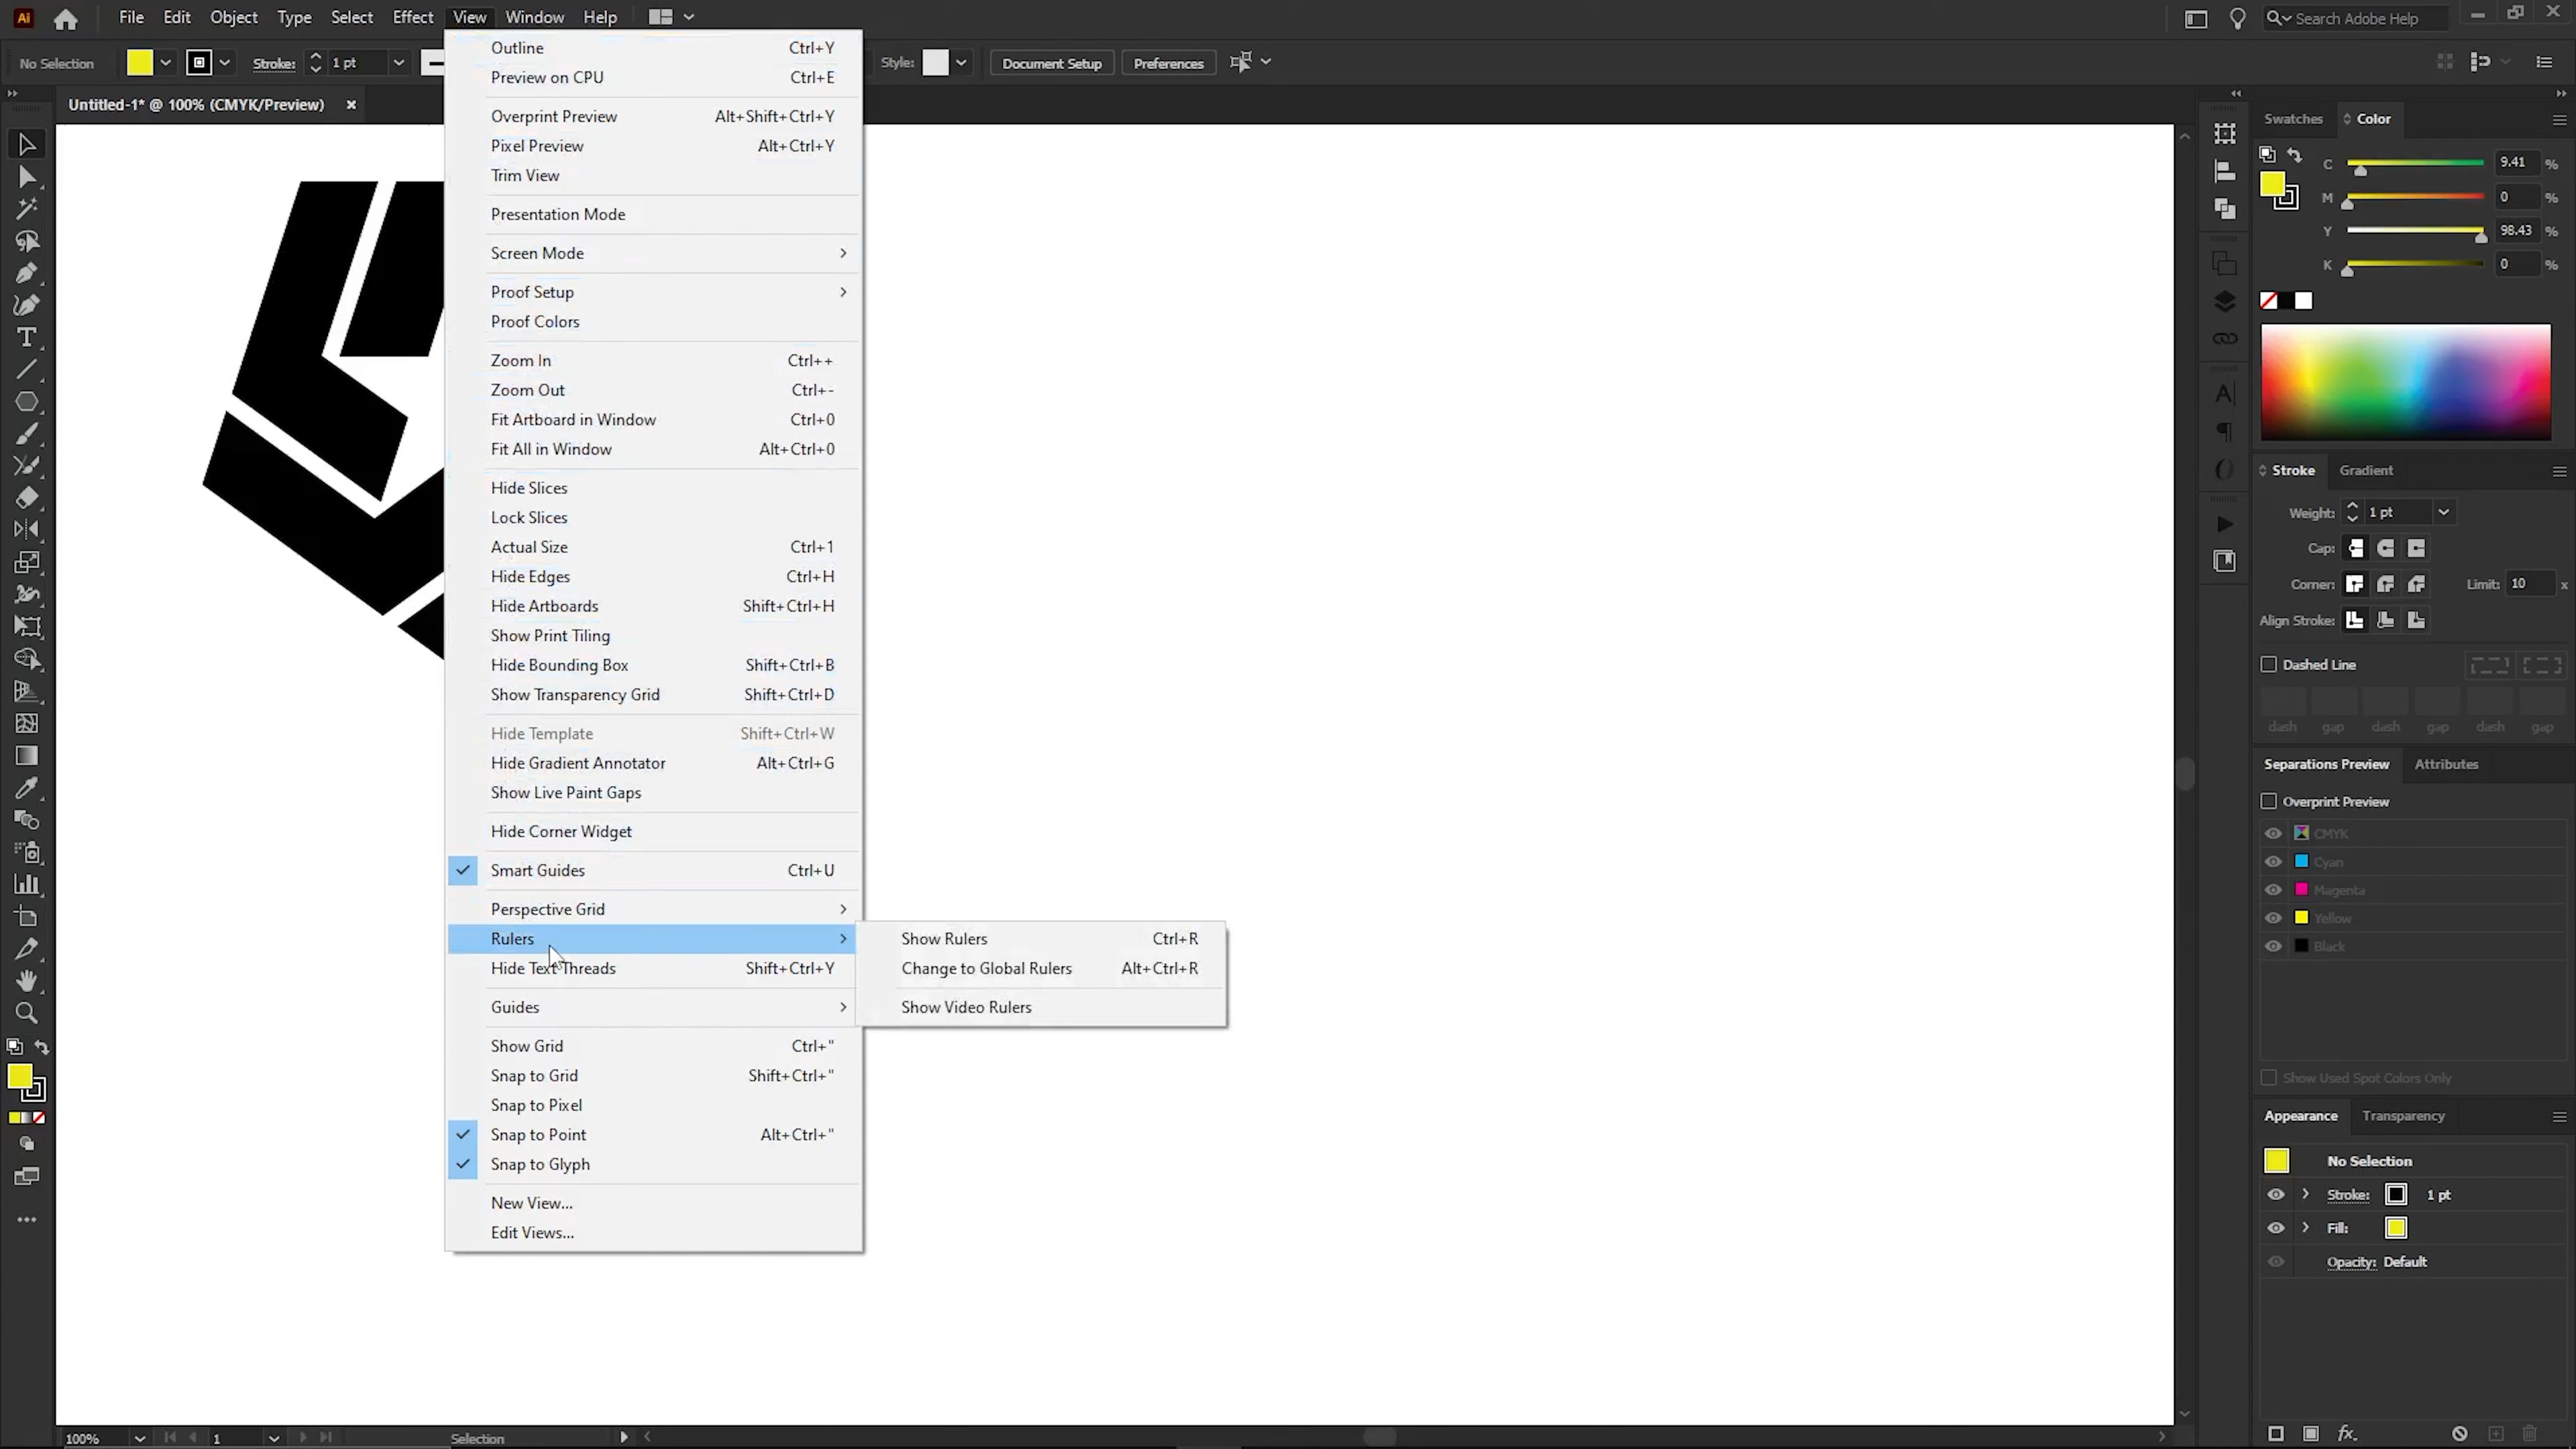 Ai File Edit Object Type Select Effect View Window Help Search Adobe Help
No Selection Stroke: 1 pt Style: Document Setup Preferences
Untitled-1* @ 100% (CMYK/Preview) ×
Outline Ctrl+Y
Preview on CPU Ctrl+E
Overprint Preview Alt+Shift+Ctrl+Y
Pixel Preview Alt+Ctrl+Y
Trim View
Presentation Mode
Screen Mode
Proof Setup
Proof Colors
Zoom In Ctrl++
Zoom Out Ctrl+-
Fit Artboard in Window Ctrl+0
Fit All in Window Alt+Ctrl+0
Hide Slices
Lock Slices
Actual Size Ctrl+1
Hide Edges Ctrl+H
Hide Artboards Shift+Ctrl+H
Show Print Tiling
Hide Bounding Box Shift+Ctrl+B
Show Transparency Grid Shift+Ctrl+D
Hide Template Shift+Ctrl+W
Hide Gradient Annotator Alt+Ctrl+G
Show Live Paint Gaps
Hide Corner Widget
Smart Guides Ctrl+U
Perspective Grid
Rulers
Hide Text Threads Shift+Ctrl+Y
Guides
Show Grid Ctrl+"
Snap to Grid Shift+Ctrl+"
Snap to Pixel
Snap to Point Alt+Ctrl+"
Snap to Glyph
New View...
Edit Views...
Show Rulers Ctrl+R
Change to Global Rulers Alt+Ctrl+R
Show Video Rulers
Swatches Color
C 9.41 %
M 0 %
Y 98.43 %
K 0 %
Stroke Gradient
Weight: 1 pt
Cap:
Corner: Limit: 10 x
Align Stroke:
Dashed Line
dash gap dash gap dash gap
Separations Preview Attributes
Overprint Preview
CMYK
Cyan
Magenta
Yellow
Black
Show Used Spot Colors Only
Appearance Transparency
No Selection
Stroke: 1 pt
Fill:
Opacity: Default
fx
100% 1 Selection